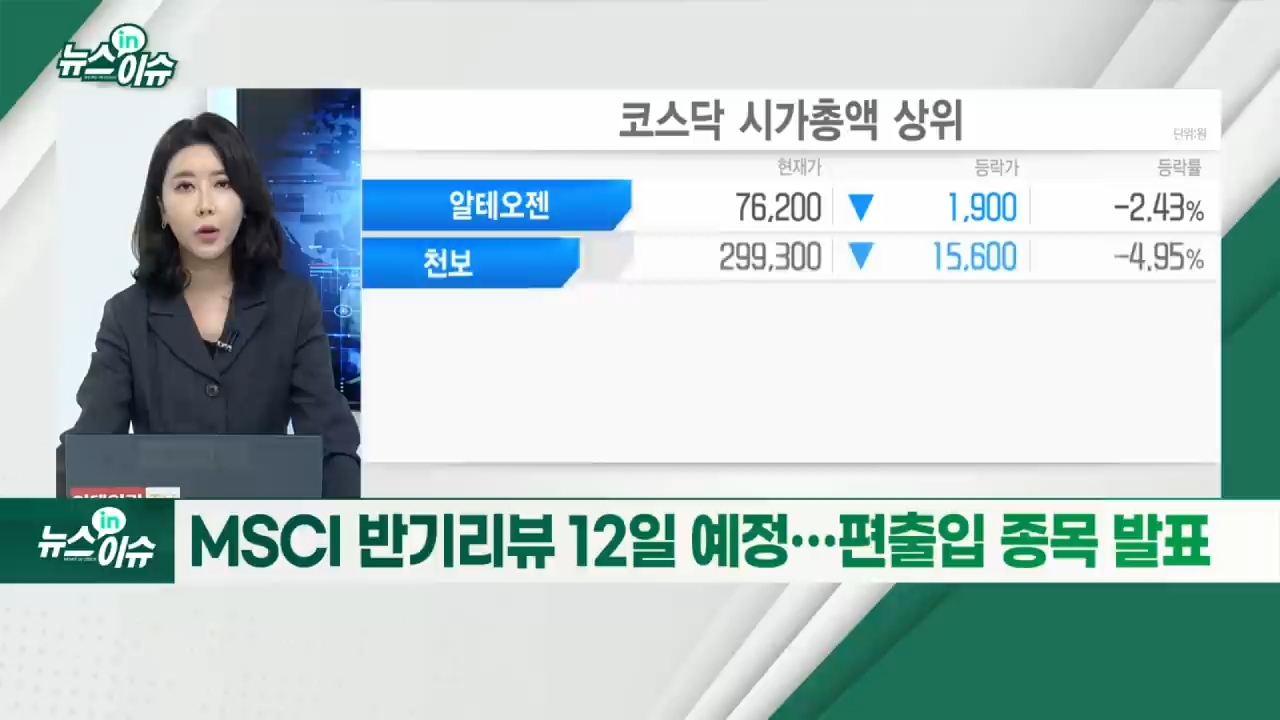 뉴스in이슈
코스닥 시가총액 상위
단위:원
현재가 등락가 등락률
알테오젠 76,200 ▼ 1,900 -2.43%
천보 299,300 ▼ 15,600 -4.95%
뉴스in이슈
MSCI 반기리뷰 12일 예정…편출입 종목 발표